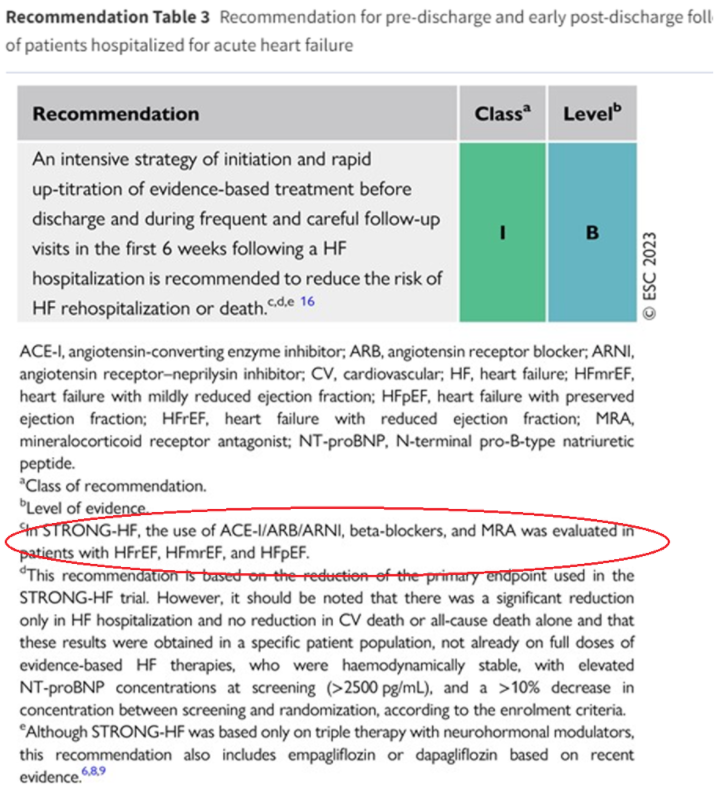 Recommendation Table 3 Recommendation for pre-discharge and early post-discharge foll
of patients hospitalized for acute heart failure
Recommendation Classᵃ Levelᵇ
An intensive strategy of initiation and rapid
up-titration of evidence-based treatment before
discharge and during frequent and careful follow-up
visits in the first 6 weeks following a HF
hospitalization is recommended to reduce the risk of
HF rehospitalization or death.ᶜ,ᵈ,ᵉ ¹⁶
I B
© ESC 2023
ACE-I, angiotensin-converting enzyme inhibitor; ARB, angiotensin receptor blocker; ARNI,
angiotensin receptor–neprilysin inhibitor; CV, cardiovascular; HF, heart failure; HFmrEF,
heart failure with mildly reduced ejection fraction; HFpEF, heart failure with preserved
ejection fraction; HFrEF, heart failure with reduced ejection fraction; MRA,
mineralocorticoid receptor antagonist; NT-proBNP, N-terminal pro-B-type natriuretic
peptide.
ᵃClass of recommendation.
ᵇLevel of evidence.
ᶜIn STRONG-HF, the use of ACE-I/ARB/ARNI, beta-blockers, and MRA was evaluated in
patients with HFrEF, HFmrEF, and HFpEF.
ᵈThis recommendation is based on the reduction of the primary endpoint used in the
STRONG-HF trial. However, it should be noted that there was a significant reduction
only in HF hospitalization and no reduction in CV death or all-cause death alone and that
these results were obtained in a specific patient population, not already on full doses of
evidence-based HF therapies, who were haemodynamically stable, with elevated
NT-proBNP concentrations at screening (>2500 pg/mL), and a >10% decrease in
concentration between screening and randomization, according to the enrolment criteria.
ᵉAlthough STRONG-HF was based only on triple therapy with neurohormonal modulators,
this recommendation also includes empagliflozin or dapagliflozin based on recent
evidence.⁶,⁸,⁹